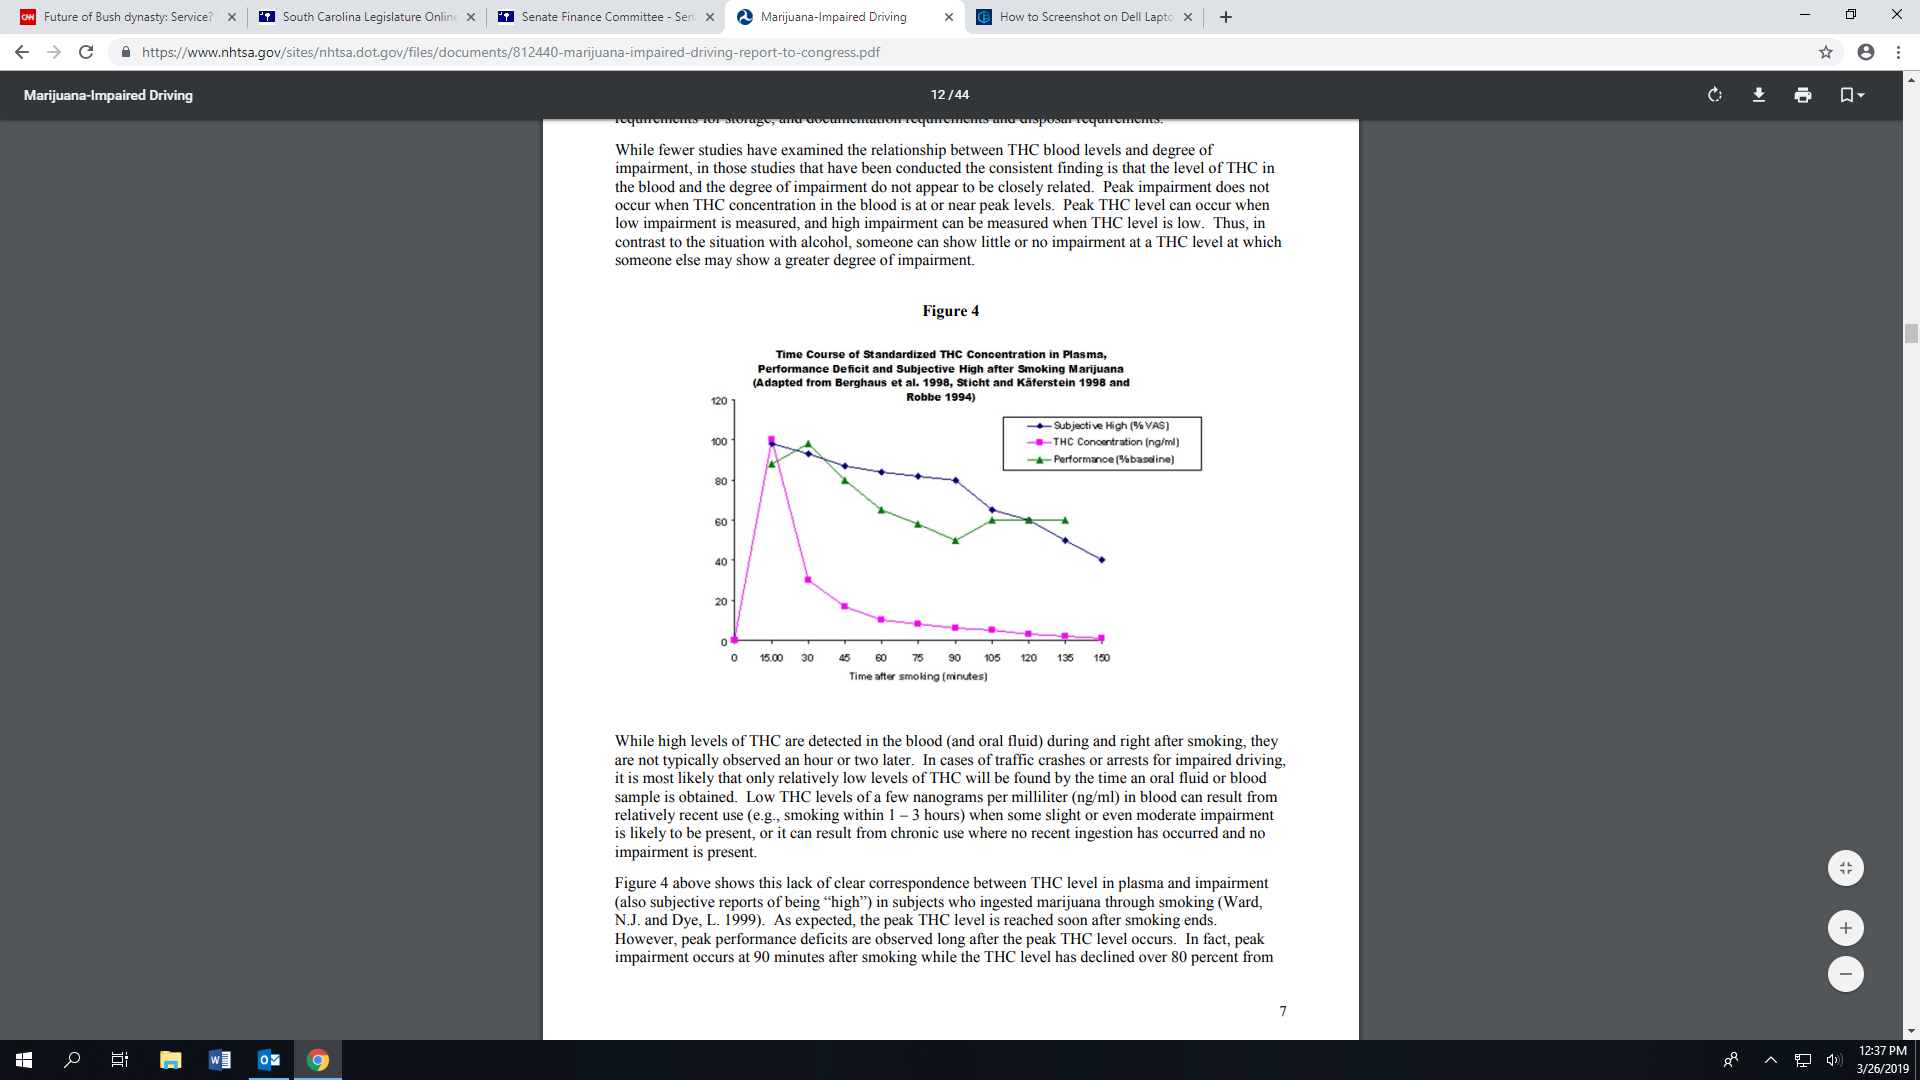 Future of Bush dynasty: Service?
South Carolina Legislature Online
Senate Finance Committee - Sen
Marijuana-Impaired Driving
How to Screenshot on Dell Lapto
https://www.nhtsa.gov/sites/nhtsa.dot.gov/files/documents/812440-marijuana-impaired-driving-report-to-congress.pdf
Marijuana-Impaired Driving
12 / 44
requirements for storage, and documentation requirements and disposal requirements.
While fewer studies have examined the relationship between THC blood levels and degree of
impairment, in those studies that have been conducted the consistent finding is that the level of THC in
the blood and the degree of impairment do not appear to be closely related. Peak impairment does not
occur when THC concentration in the blood is at or near peak levels. Peak THC level can occur when
low impairment is measured, and high impairment can be measured when THC level is low. Thus, in
contrast to the situation with alcohol, someone can show little or no impairment at a THC level at which
someone else may show a greater degree of impairment.
Figure 4
Time Course of Standardized THC Concentration in Plasma,
Performance Deficit and Subjective High after Smoking Marijuana
(Adapted from Berghaus et al. 1998, Sticht and Käferstein 1998 and
Robbe 1994)
120
100
80
60
40
20
0
Subjective High (% VAS)
THC Concentration (ng/ml)
Performance (% baseline)
0 15.00 30 45 60 75 90 105 120 135 150
Time after smoking (minutes)
While high levels of THC are detected in the blood (and oral fluid) during and right after smoking, they
are not typically observed an hour or two later. In cases of traffic crashes or arrests for impaired driving,
it is most likely that only relatively low levels of THC will be found by the time an oral fluid or blood
sample is obtained. Low THC levels of a few nanograms per milliliter (ng/ml) in blood can result from
relatively recent use (e.g., smoking within 1 – 3 hours) when some slight or even moderate impairment
is likely to be present, or it can result from chronic use where no recent ingestion has occurred and no
impairment is present.
Figure 4 above shows this lack of clear correspondence between THC level in plasma and impairment
(also subjective reports of being “high”) in subjects who ingested marijuana through smoking (Ward,
N.J. and Dye, L. 1999). As expected, the peak THC level is reached soon after smoking ends.
However, peak performance deficits are observed long after the peak THC level occurs. In fact, peak
impairment occurs at 90 minutes after smoking while the THC level has declined over 80 percent from
7
12:37 PM
3/26/2019